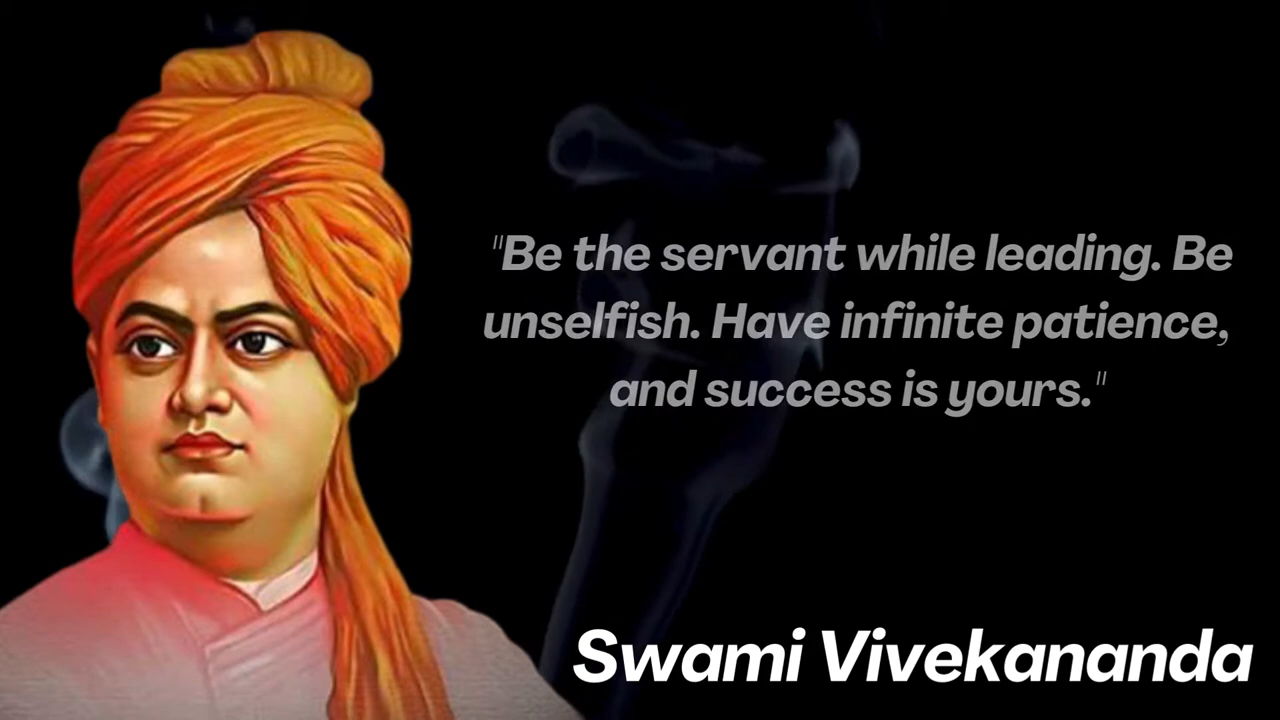 "Be the servant while leading. Be
unselfish. Have infinite patience,
and success is yours."
Swami Vivekananda